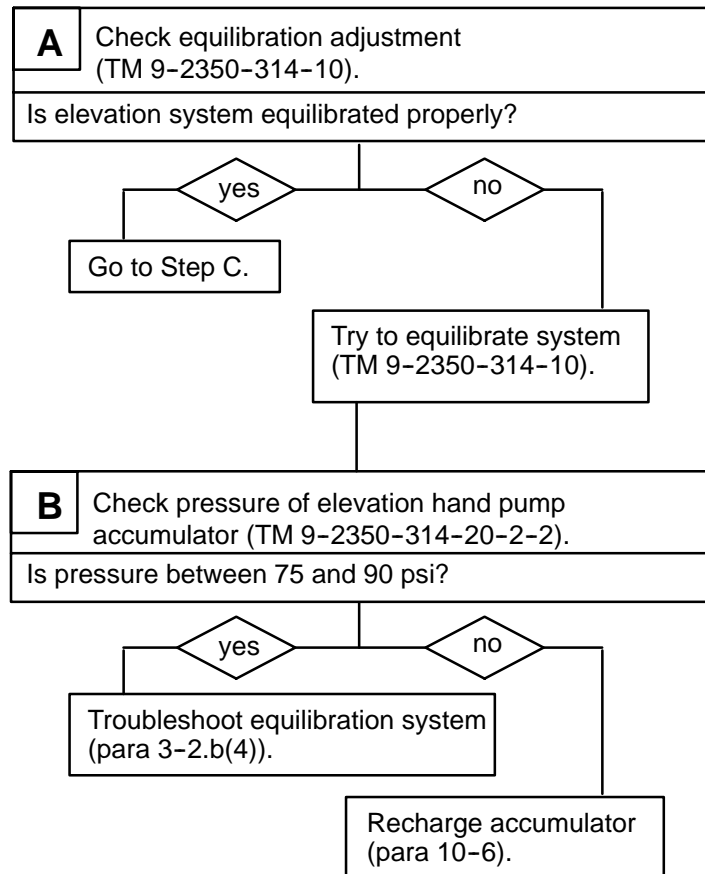 A
Check equilibration adjustment
(TM 9-2350-314-10).
Is elevation system equilibrated properly?
yes
no
Go to Step C.
Try to equilibrate system
(TM 9-2350-314-10).
B
Check pressure of elevation hand pump
accumulator (TM 9-2350-314-20-2-2).
Is pressure between 75 and 90 psi?
yes
no
Troubleshoot equilibration system
(para 3-2.b(4)).
Recharge accumulator
(para 10-6).